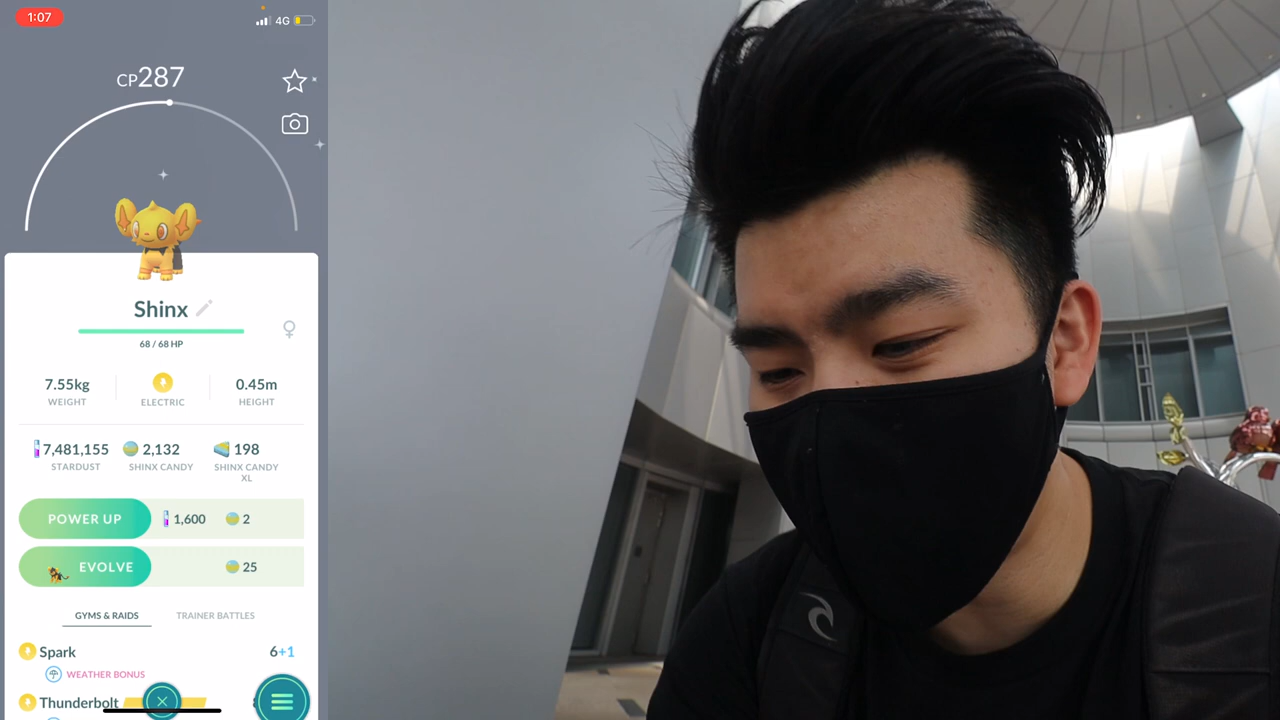 1:07
4G
CP287
Shinx
68 / 68 HP
7.55kg
WEIGHT
ELECTRIC
0.45m
HEIGHT
7,481,155
STARDUST
2,132
SHINX CANDY
198
SHINX CANDY
XL
POWER UP
1,600
2
EVOLVE
25
GYMS & RAIDS
TRAINER BATTLES
Spark
6+1
WEATHER BONUS
Thunderbolt